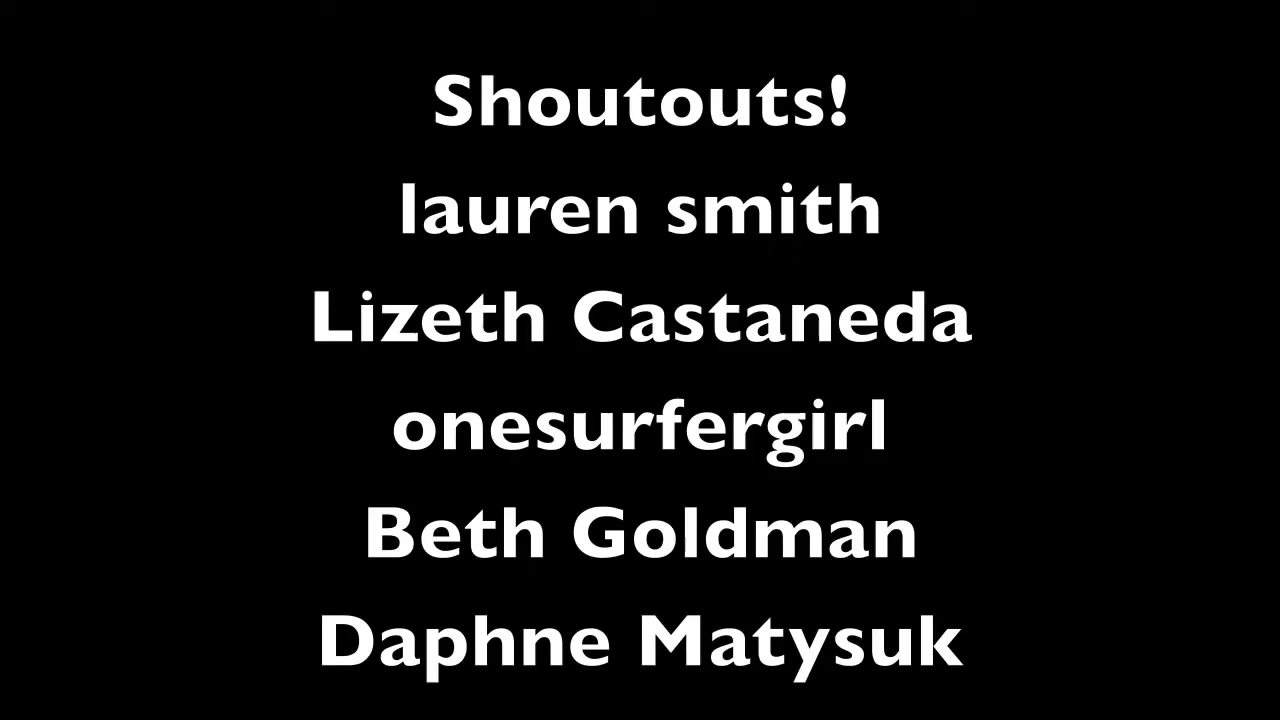 Shoutouts!
lauren smith
Lizeth Castaneda
onesurfergirl
Beth Goldman
Daphne Matysuk